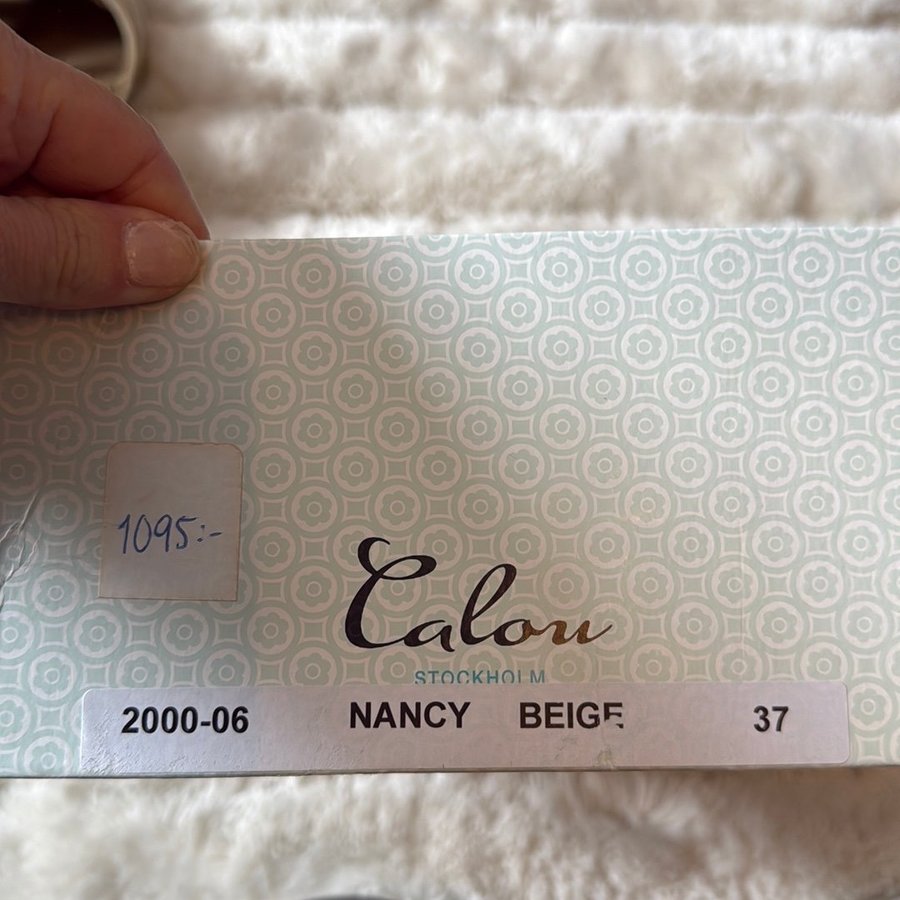 1095:-
Calou
STOCKHOLM
2000-06 NANCY BEIGE 37